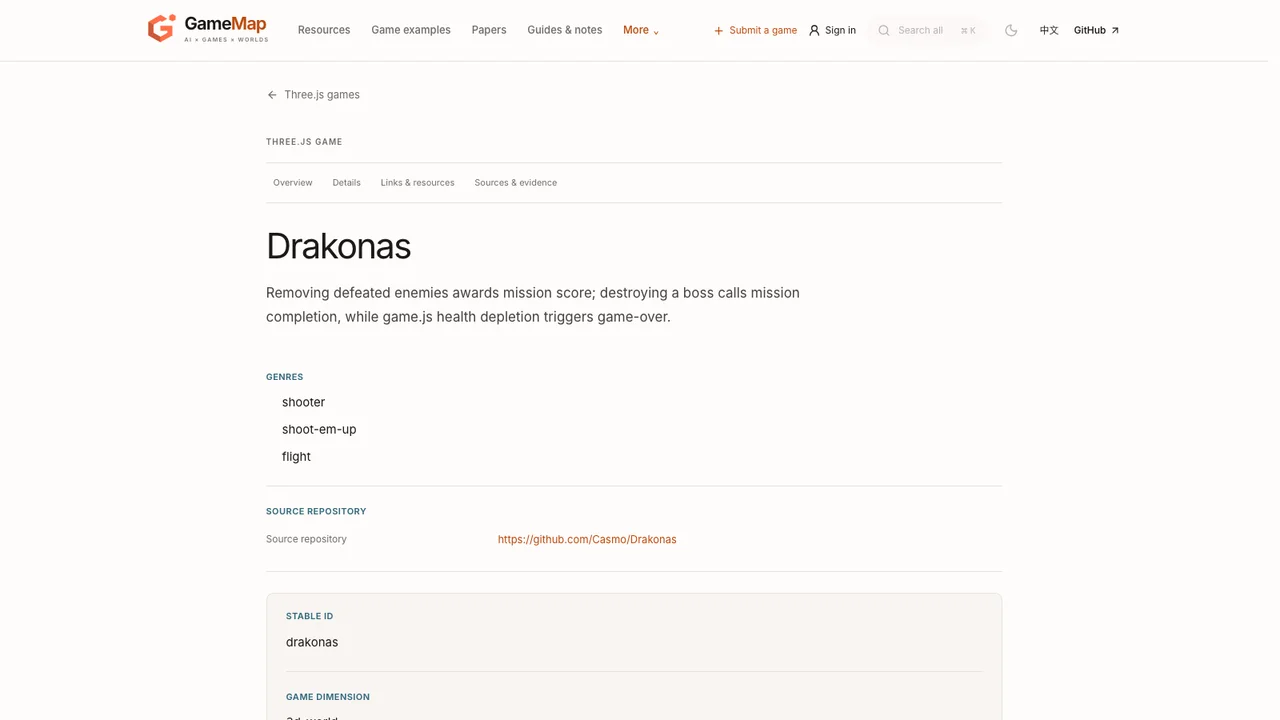 GameMap
AI × GAMES × WORLDS
Resources
Game examples
Papers
Guides & notes
More
Submit a game
Sign in
Search all
⌘ K
中文
GitHub
Three.js games
THREE.JS GAME
Overview
Details
Links & resources
Sources & evidence
Drakonas
Removing defeated enemies awards mission score; destroying a boss calls mission
completion, while game.js health depletion triggers game-over.
GENRES
shooter
shoot-em-up
flight
SOURCE REPOSITORY
Source repository
https://github.com/Casmo/Drakonas
STABLE ID
drakonas
GAME DIMENSION